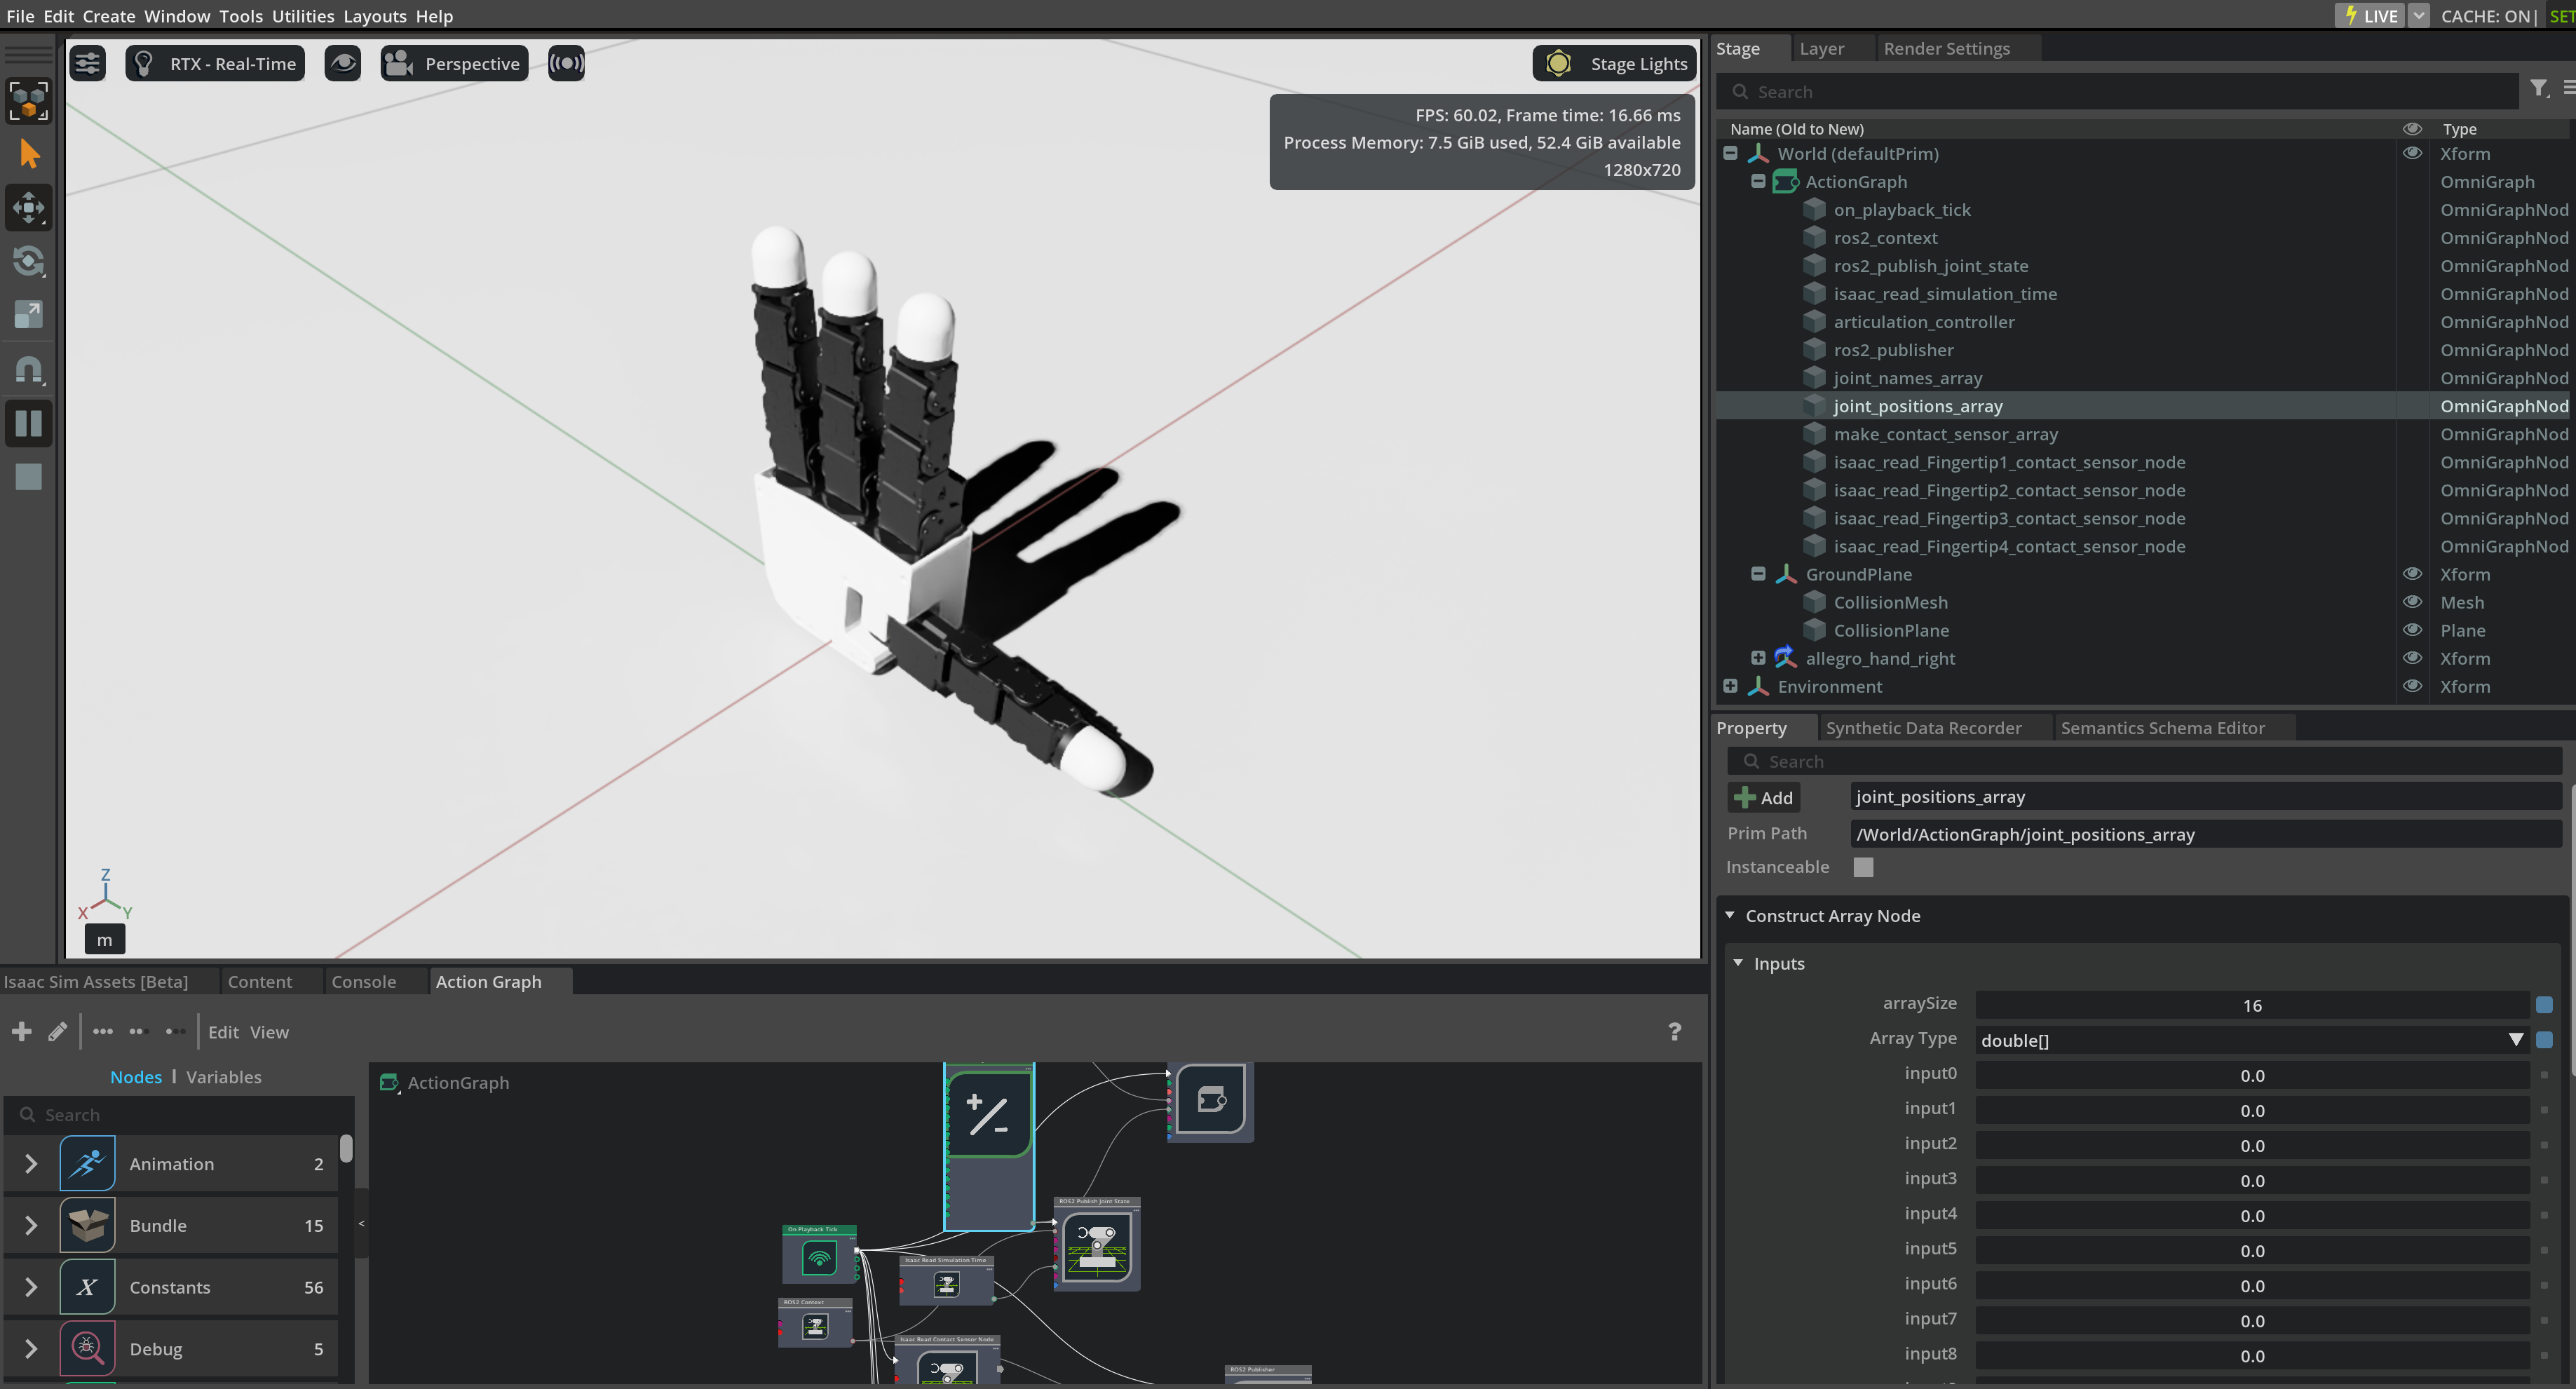 File Edit Create Window Tools Utilities Layouts Help
LIVE CACHE: ON| SET
RTX - Real-Time
Perspective
Stage Lights
FPS: 60.02, Frame time: 16.66 ms
Process Memory: 7.5 GiB used, 52.4 GiB available
1280x720
Z
X Y
m
Stage Layer Render Settings
Search
Name (Old to New) Type
World (defaultPrim) Xform
ActionGraph OmniGraph
on_playback_tick OmniGraphNod
ros2_context OmniGraphNod
ros2_publish_joint_state OmniGraphNod
isaac_read_simulation_time OmniGraphNod
articulation_controller OmniGraphNod
ros2_publisher OmniGraphNod
joint_names_array OmniGraphNod
joint_positions_array OmniGraphNod
make_contact_sensor_array OmniGraphNod
isaac_read_Fingertip1_contact_sensor_node OmniGraphNod
isaac_read_Fingertip2_contact_sensor_node OmniGraphNod
isaac_read_Fingertip3_contact_sensor_node OmniGraphNod
isaac_read_Fingertip4_contact_sensor_node OmniGraphNod
GroundPlane Xform
CollisionMesh Mesh
CollisionPlane Plane
allegro_hand_right Xform
Environment Xform
Property Synthetic Data Recorder Semantics Schema Editor
Search
Add joint_positions_array
Prim Path /World/ActionGraph/joint_positions_array
Instanceable
Construct Array Node
Inputs
arraySize 16
Array Type double[]
input0 0.0
input1 0.0
input2 0.0
input3 0.0
input4 0.0
input5 0.0
input6 0.0
input7 0.0
input8 0.0
Isaac Sim Assets [Beta] Content Console Action Graph
Edit View ?
Nodes | Variables
Search
Animation 2
Bundle 15
Constants 56
Debug 5
<
ActionGraph
ROS2 Publish Joint State
On Playback Tick
Isaac Read Simulation Time
ROS2 Context
Isaac Read Contact Sensor Node
ROS2 Publisher